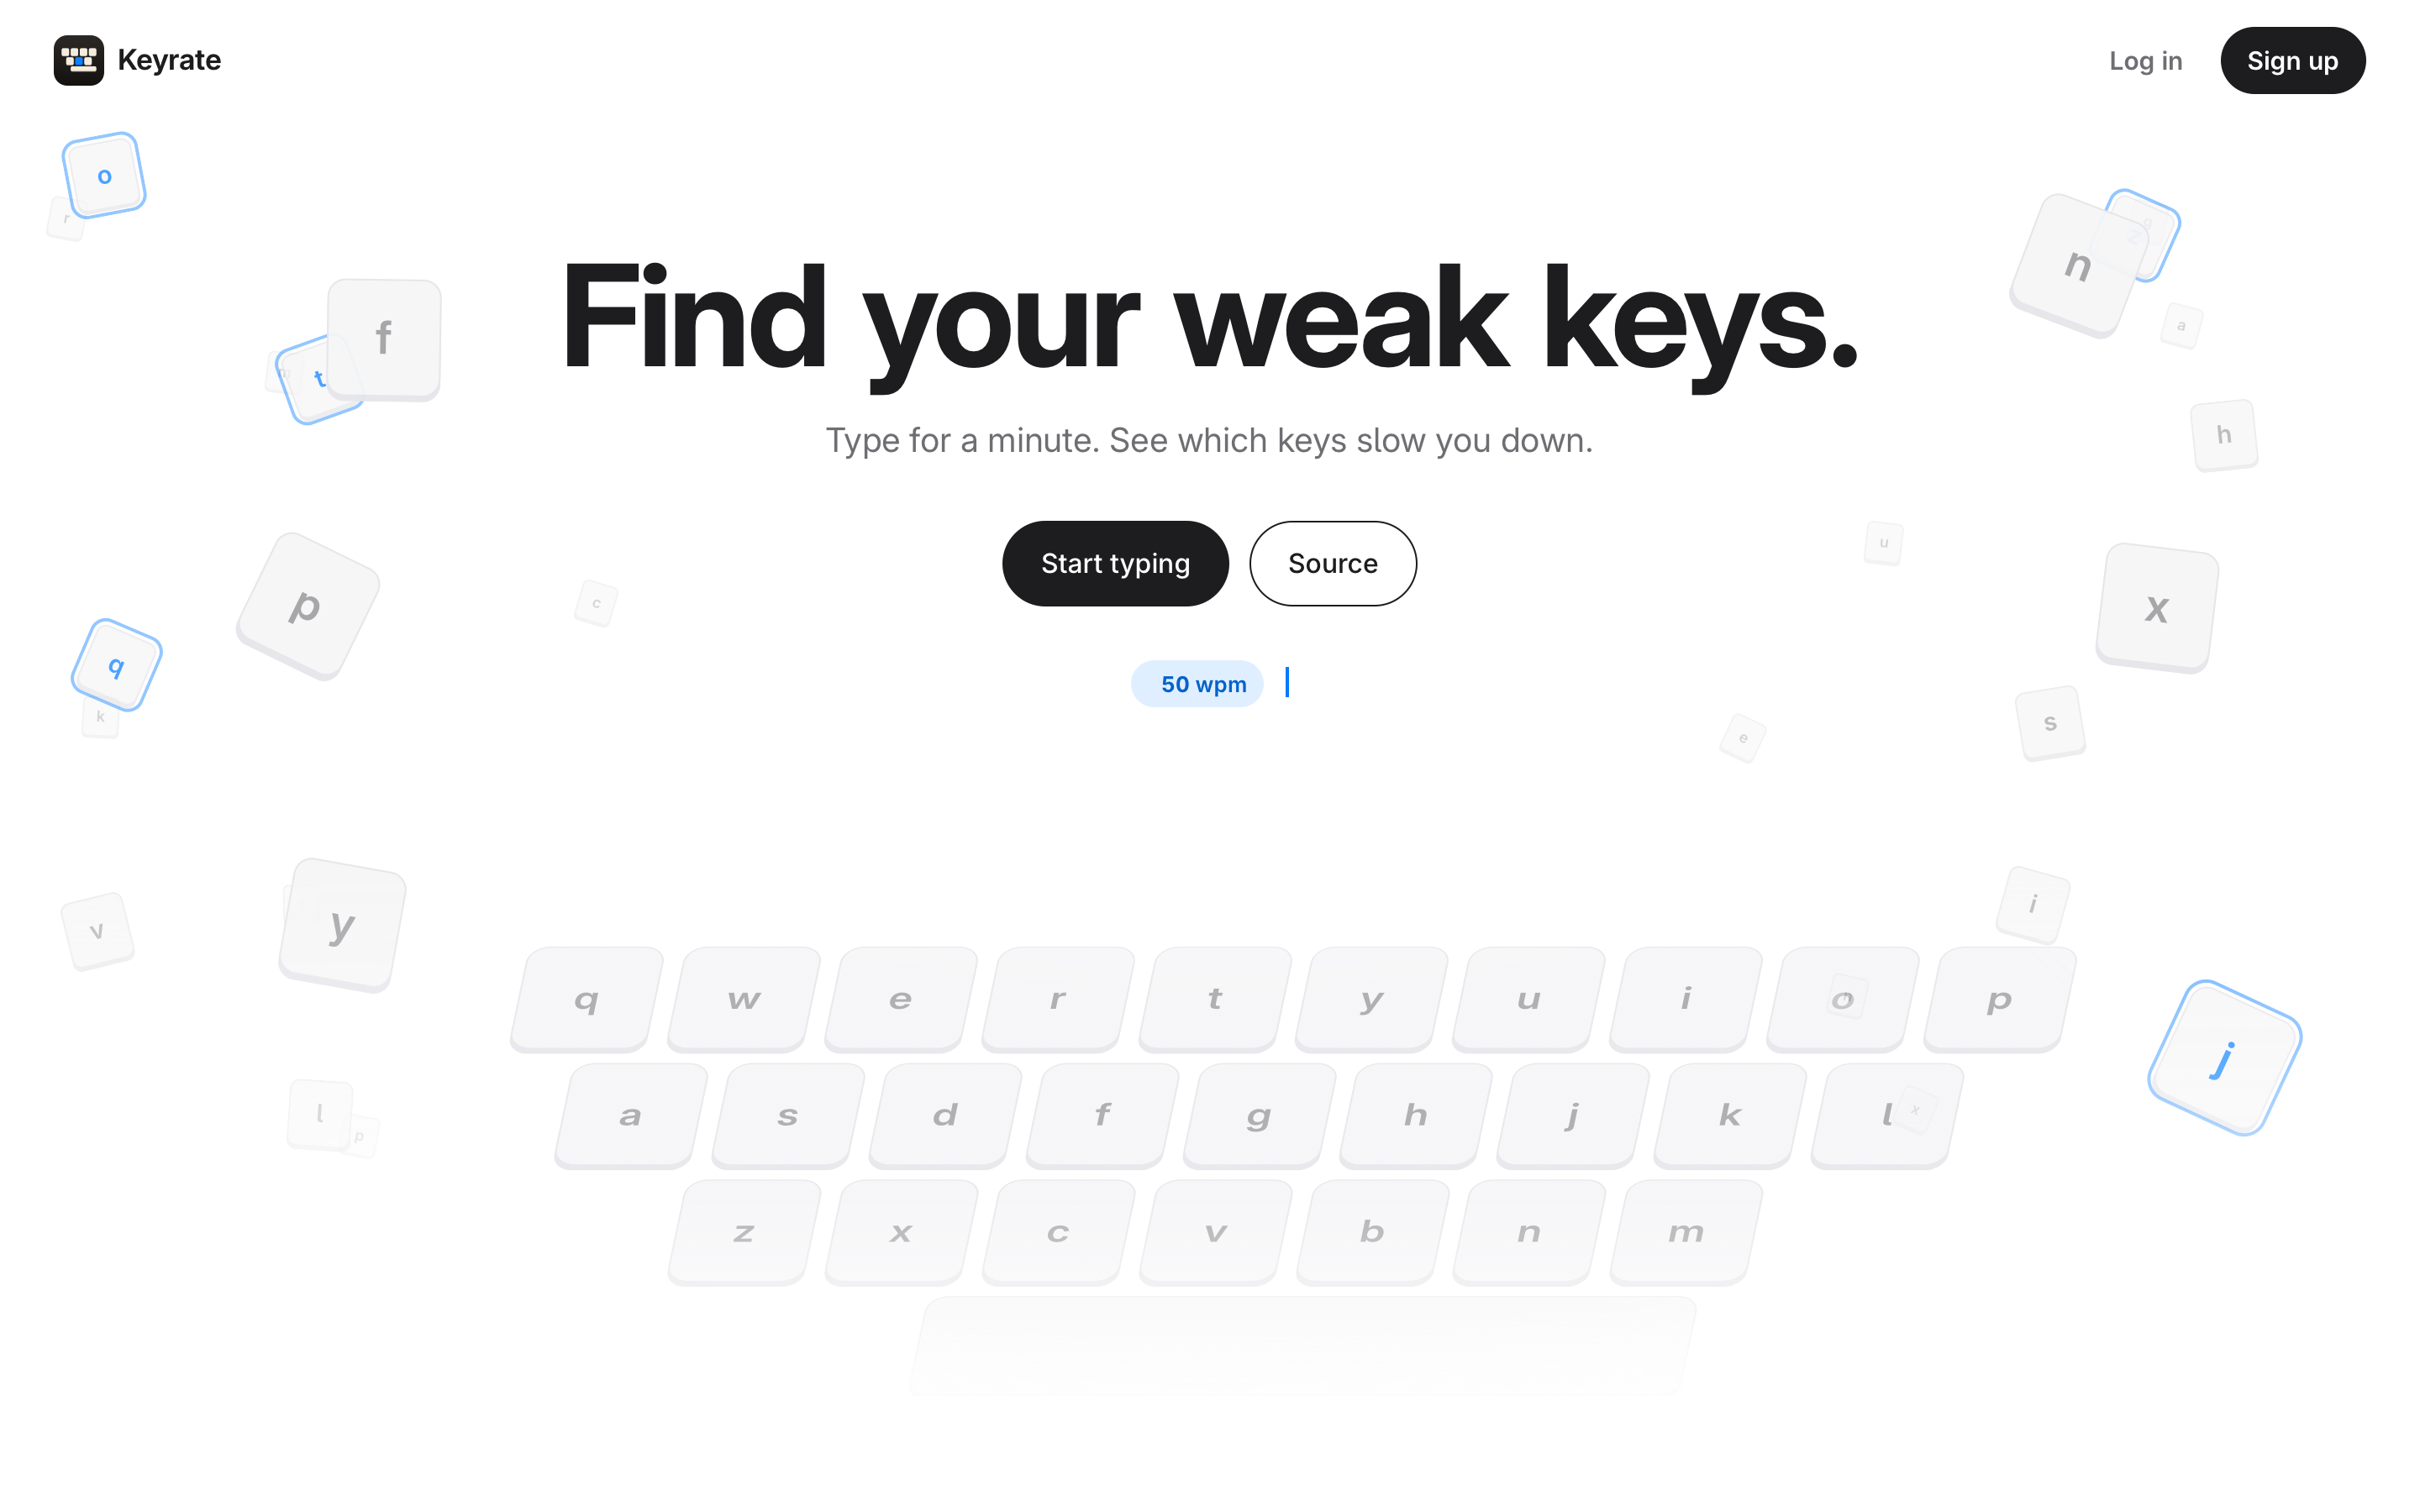 Keyrate
Log in
Sign up
o
r
f
t
n
g
a
h
Find your weak keys.
Type for a minute. See which keys slow you down.
Start typing
Source
u
p
c
x
q
k
50 wpm
s
e
v
y
i
q w e r t y u i o p
a s d f g h j k l
x
j
l
p
z x c v b n m